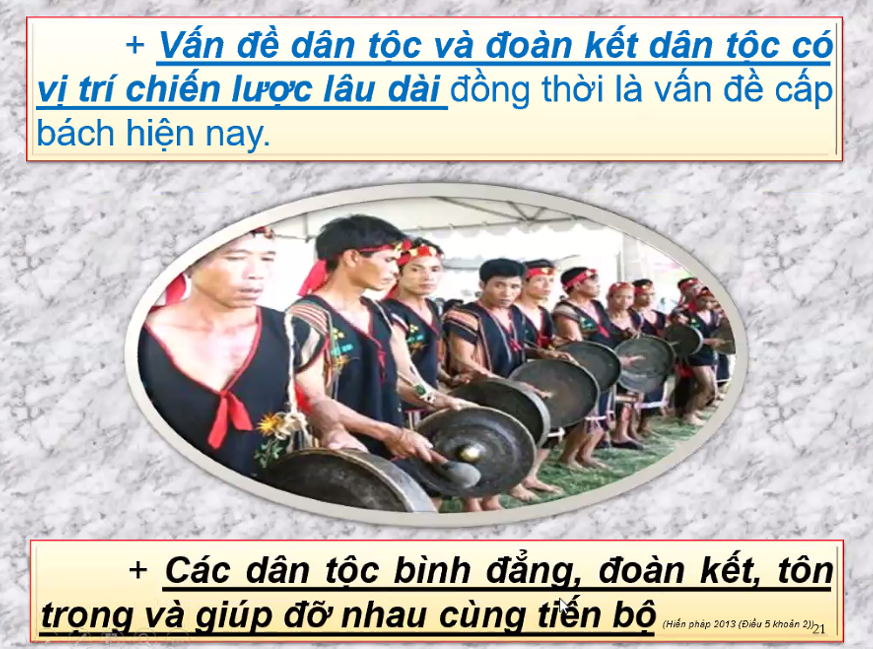 + Vấn đề dân tộc và đoàn kết dân tộc có
vị trí chiến lược lâu dài đồng thời là vấn đề cấp
bách hiện nay.
+ Các dân tộc bình đẳng, đoàn kết, tôn
trọng và giúp đỡ nhau cùng tiến bộ (Hiến pháp 2013 (Điều 5 khoản 2)) 21